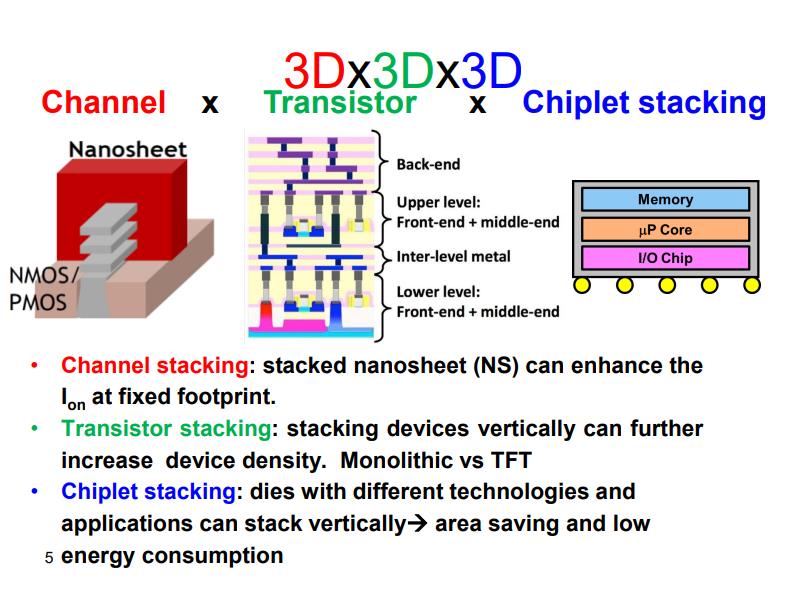 3Dx3Dx3D
Channel x Transistor x Chiplet stacking
Nanosheet
NMOS/
PMOS
Back-end
Upper level:
Front-end + middle-end
Inter-level metal
Lower level:
Front-end + middle-end
Memory
μP Core
I/O Chip
• Channel stacking: stacked nanosheet (NS) can enhance the
Ion at fixed footprint.
• Transistor stacking: stacking devices vertically can further
increase device density. Monolithic vs TFT
• Chiplet stacking: dies with different technologies and
applications can stack vertically→ area saving and low
energy consumption
5